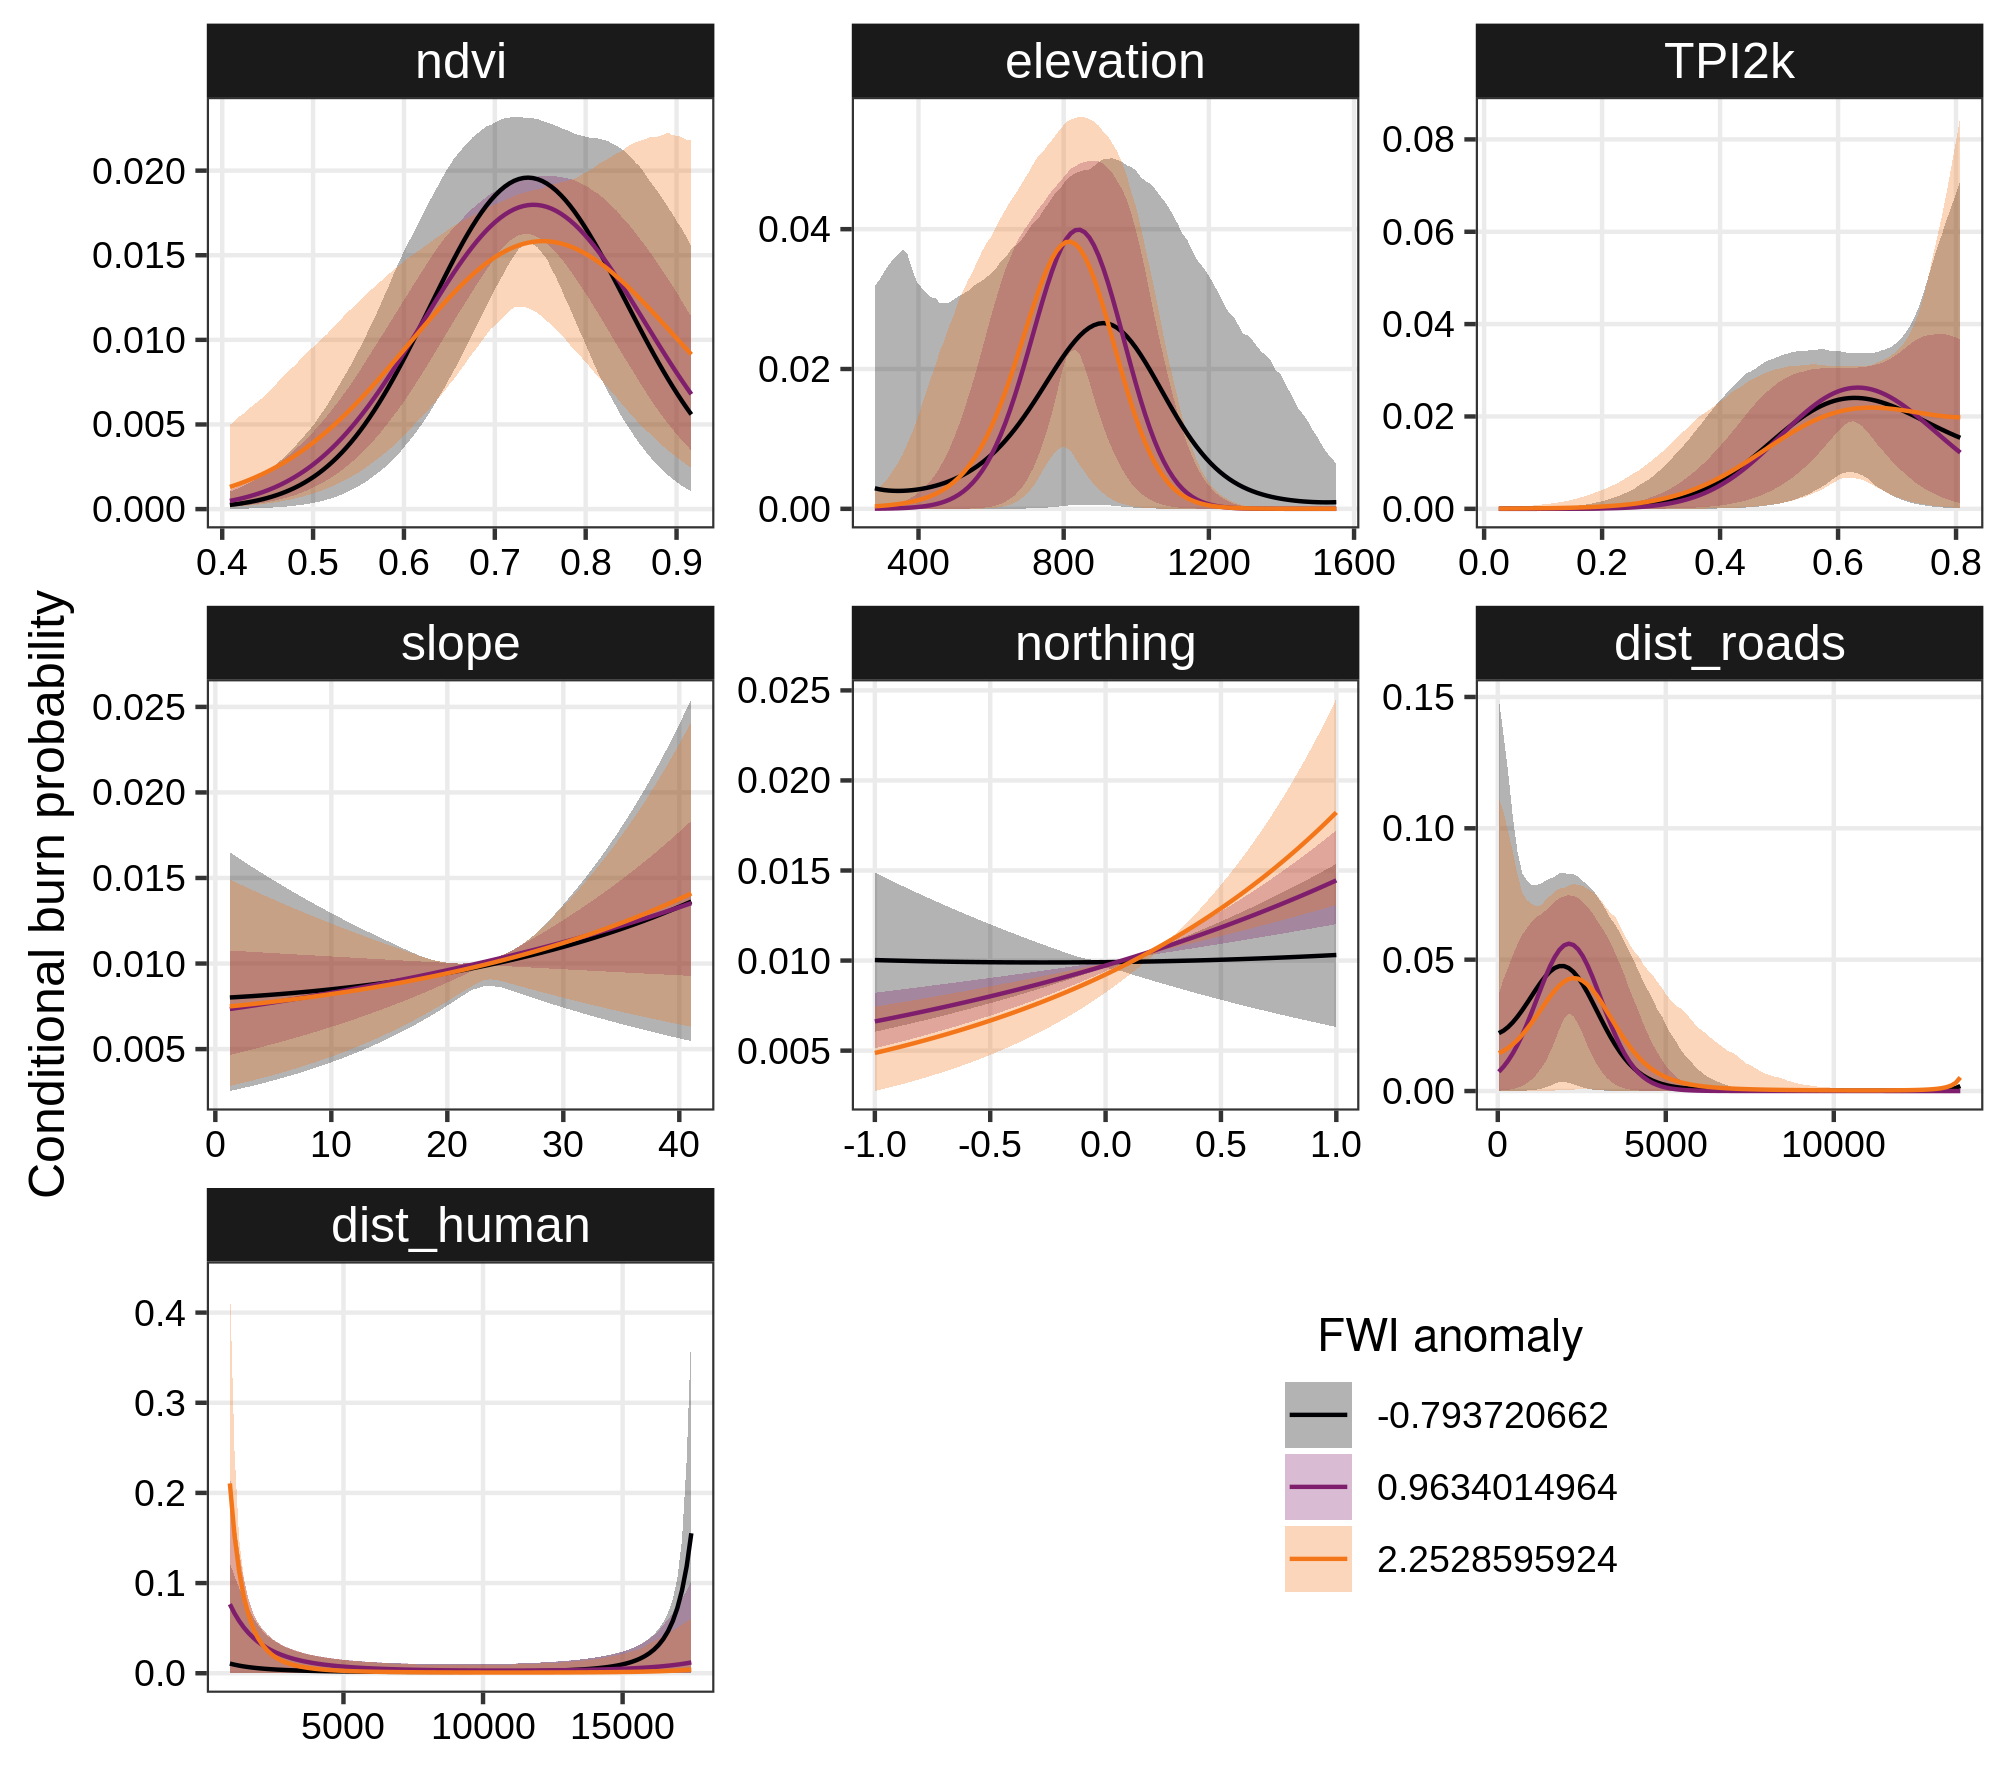 ndvi
elevation
TPI2k
0.020
0.015
0.010
0.005
0.000
0.4 0.5 0.6 0.7 0.8 0.9
0.04
0.02
0.00
400 800 1200 1600
0.08
0.06
0.04
0.02
0.00
0.0 0.2 0.4 0.6 0.8
Conditional burn probability
slope
northing
dist_roads
0.025
0.020
0.015
0.010
0.005
0 10 20 30 40
0.025
0.020
0.015
0.010
0.005
-1.0 -0.5 0.0 0.5 1.0
0.15
0.10
0.05
0.00
0 5000 10000
dist_human
0.4
0.3
0.2
0.1
0.0
5000 10000 15000
FWI anomaly
-0.793720662
0.9634014964
2.2528595924